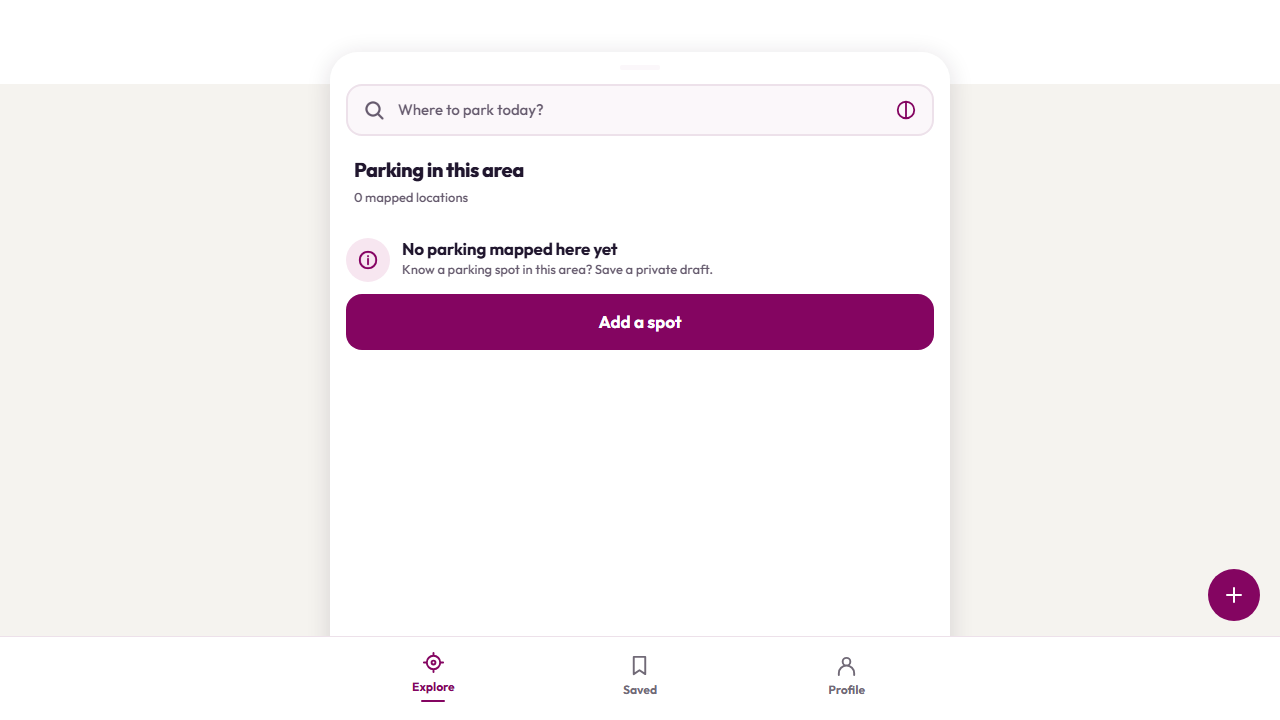 Where to park today?
Parking in this area
0 mapped locations
No parking mapped here yet
Know a parking spot in this area? Save a private draft.
Add a spot
Explore
Saved
Profile